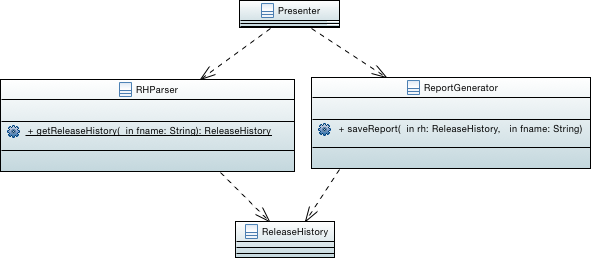 Presenter
RHParser
ReportGenerator
+ getReleaseHistory( in fname: String): ReleaseHistory
+ saveReport( in rh: ReleaseHistory, in fname: String)
ReleaseHistory